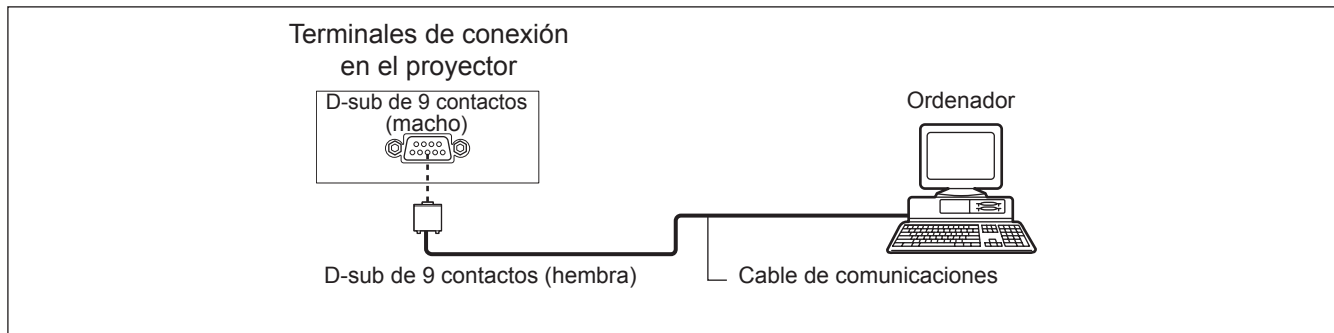 Terminales de conexión
en el proyector
D-sub de 9 contactos
(macho)
Ordenador
D-sub de 9 contactos (hembra)
Cable de comunicaciones